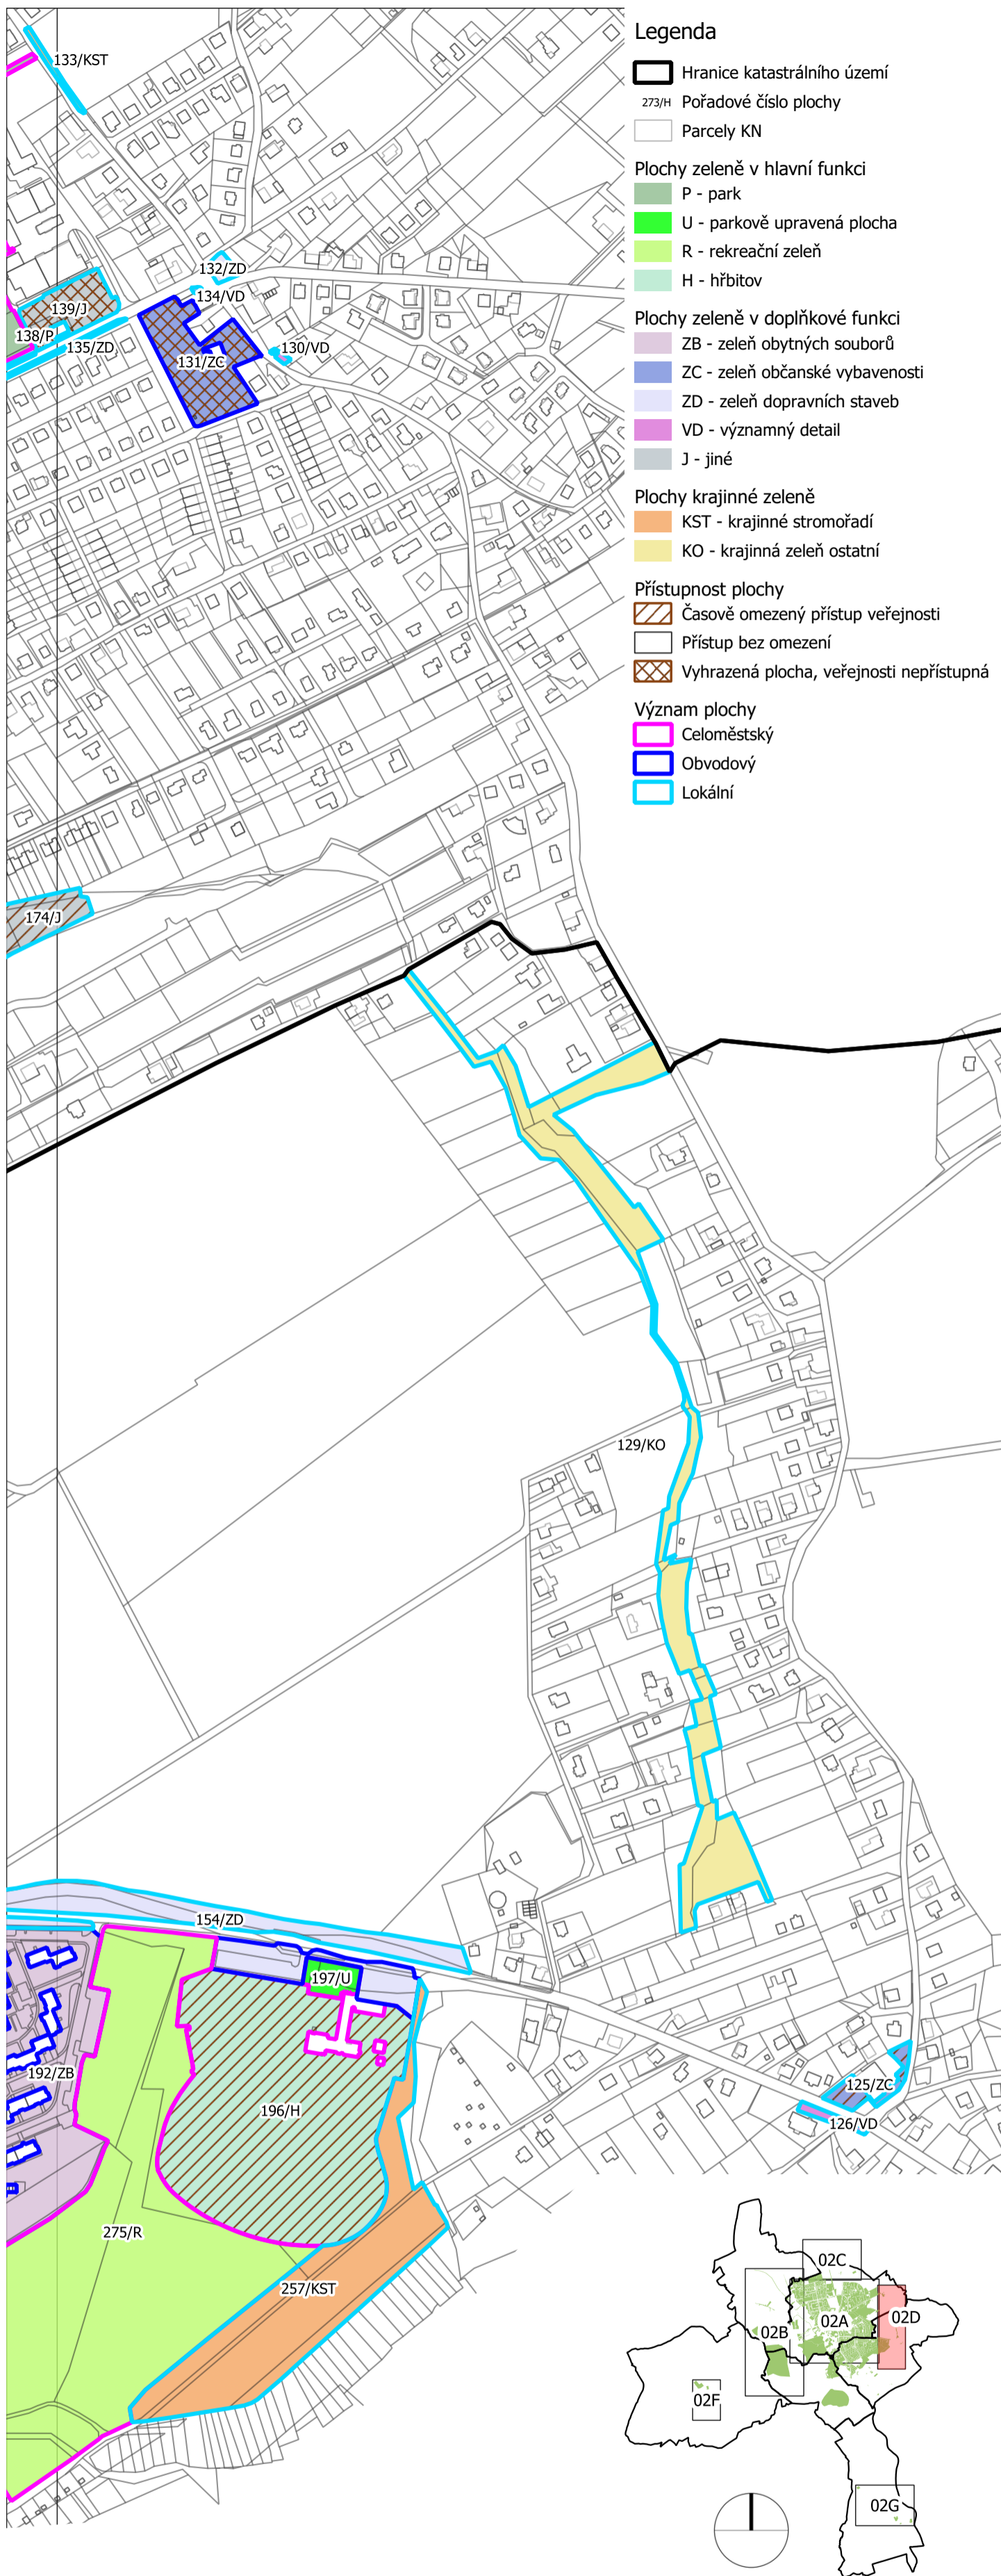 Legenda
Hranice katastrálního území
273/H Pořadové číslo plochy
Parcely KN
Plochy zeleně v hlavní funkci
P - park
U - parkově upravená plocha
R - rekreační zeleň
H - hřbitov
Plochy zeleně v doplňkové funkci
ZB - zeleň obytných souborů
ZC - zeleň občanské vybavenosti
ZD - zeleň dopravních staveb
VD - významný detail
J - jiné
Plochy krajinné zeleně
KST - krajinné stromořadí
KO - krajinná zeleň ostatní
Přístupnost plochy
Časově omezený přístup veřejnosti
Přístup bez omezení
Vyhrazená plocha, veřejnosti nepřístupná
Význam plochy
Celoměstský
Obvodový
Lokální
133/KST
132/ZD
134/VD
139/J
138/P
135/ZD
131/ZC
130/VD
174/J
129/KO
154/ZD
197/U
192/ZB
196/H
125/ZC
126/VD
275/R
257/KST
02C
02A
02D
02B
02F
02G